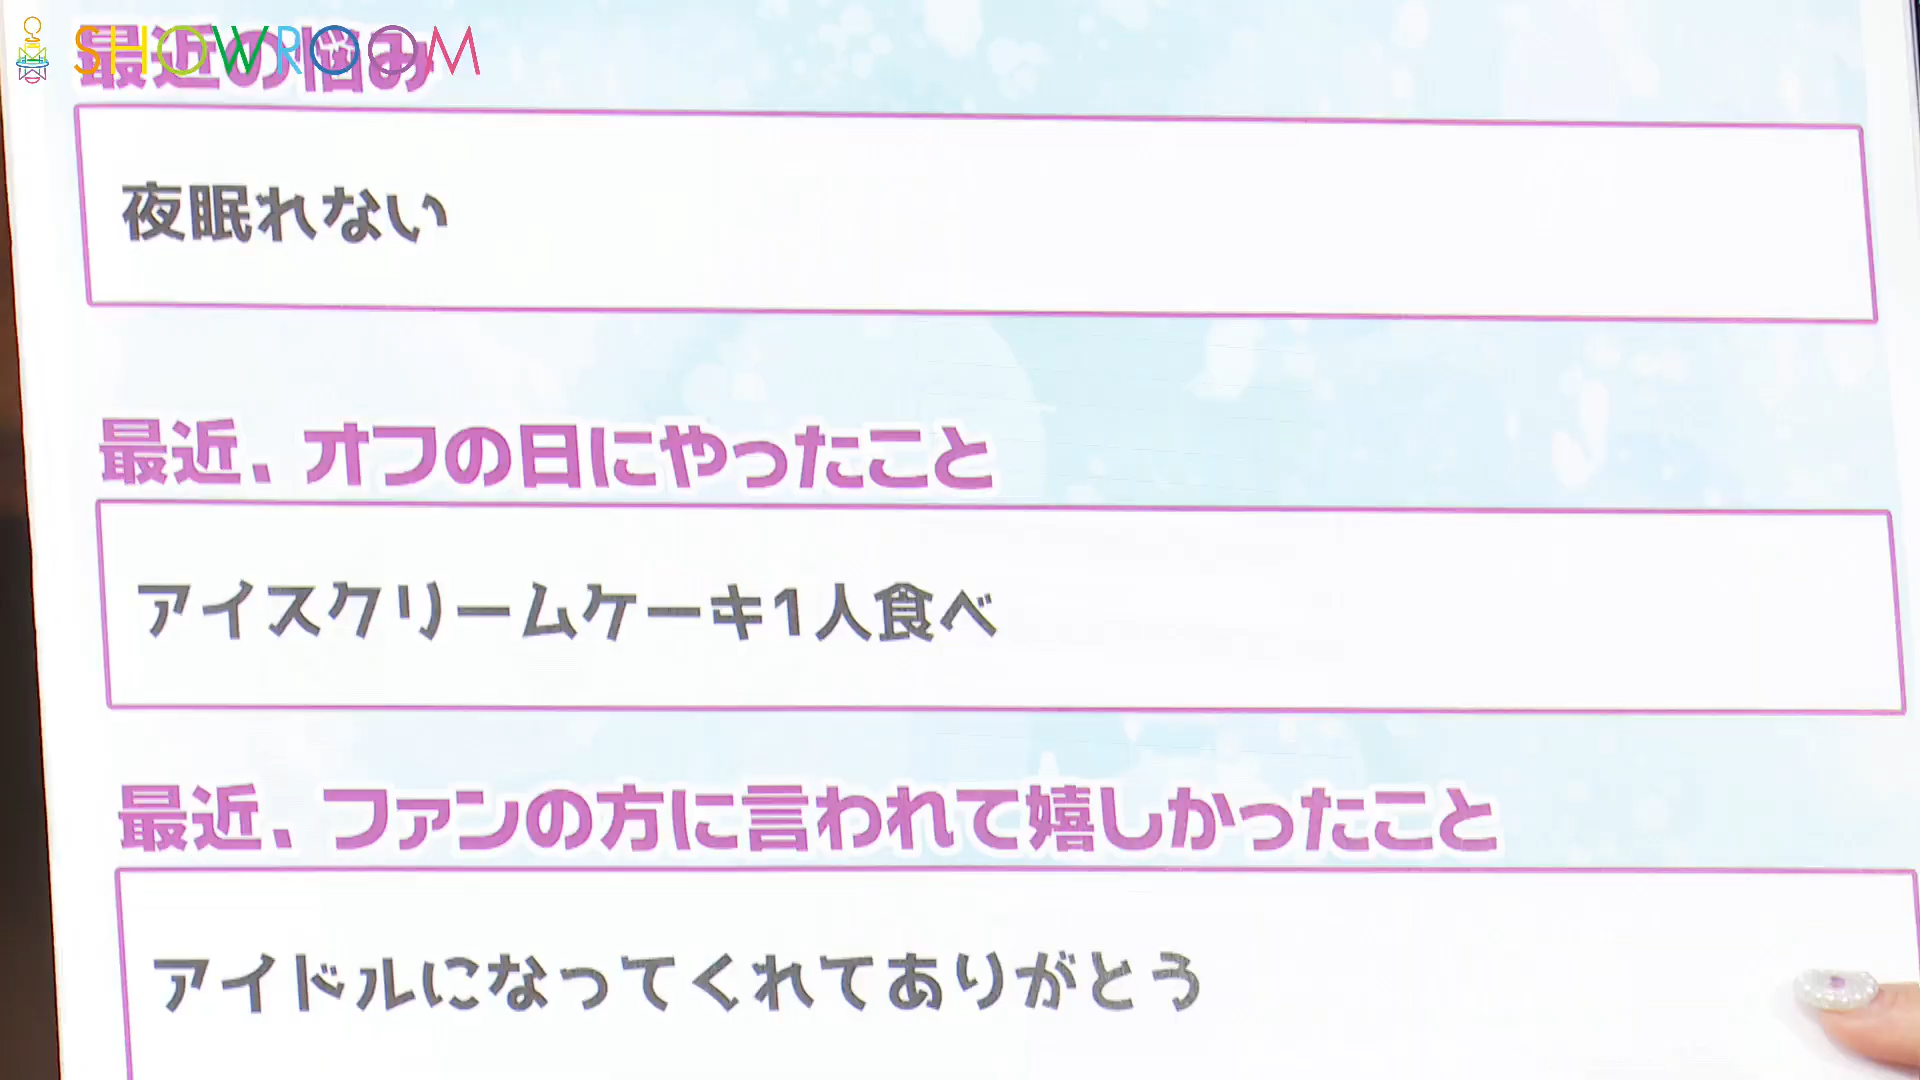 SHOWROOM
最近の悩み
夜眠れない
最近、オフの日にやったこと
アイスクリームケーキ1人食べ
最近、ファンの方に言われて嬉しかったこと
アイドルになってくれてありがとう